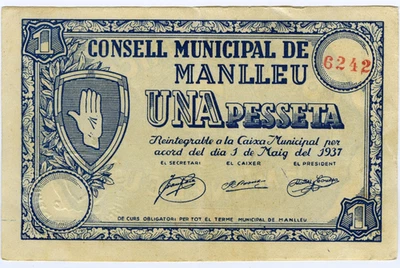 1
CONSELL MUNICIPAL DE
MANLLEU
6242
UNA PESSETA
Reintegrable a la Caixa Municipal per
acord del dia 1 de Maig del 1937
EL SECRETARI EL CAIXER EL PRESIDENT
DE CURS OBLIGATORI PER TOT EL TERME MUNICIPAL DE MANLLEU
1